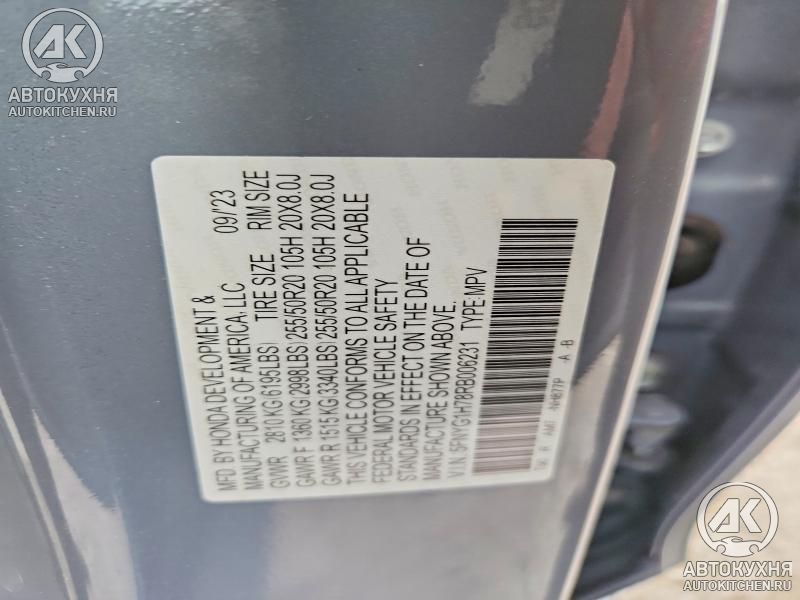 AK
АВТОКУХНЯ
AUTOKITCHEN.RU
MFD. BY HONDA DEVELOPMENT & 09/'23
MANUFACTURING OF AMERICA, LLC
GVWR 2810 KG(6195LBS) TIRE SIZE RIM SIZE
GAWR F 1360 KG(2998LBS) 255/50R20 105H 20X8.0J
GAWR R 1515 KG(3340LBS) 255/50R20 105H 20X8.0J
THIS VEHICLE CONFORMS TO ALL APPLICABLE
FEDERAL MOTOR VEHICLE SAFETY
STANDARDS IN EFFECT ON THE DATE OF
MANUFACTURE SHOWN ABOVE.
V.I.N.: 5FNYG1H78RB006231 TYPE:MPV
R AMT NH877P -A -B
AK
АВТОКУХНЯ
AUTOKITCHEN.RU